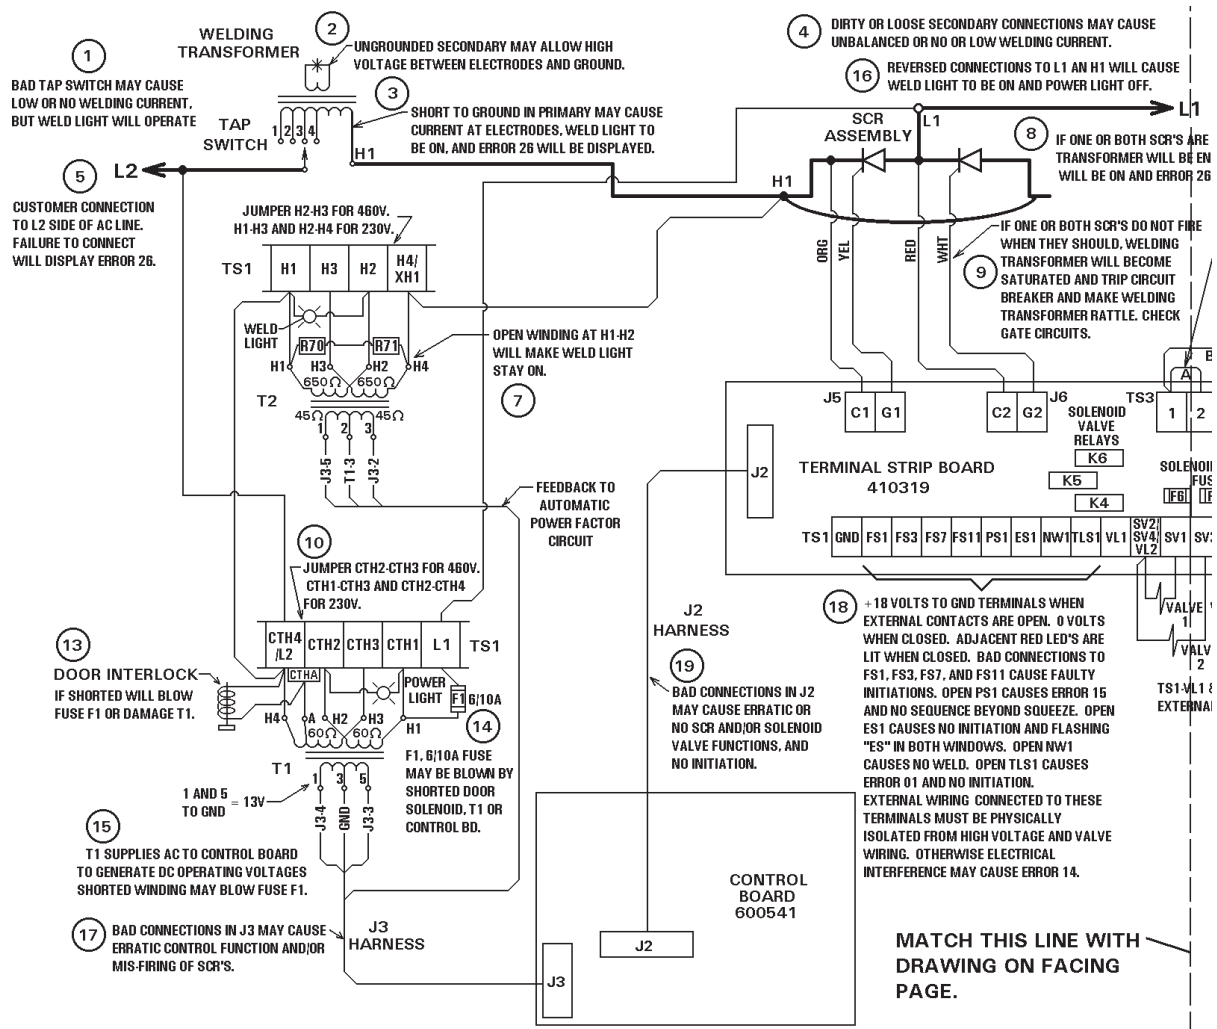 WELDING
TRANSFORMER
1
BAD TAP SWITCH MAY CAUSE
LOW OR NO WELDING CURRENT,
BUT WELD LIGHT WILL OPERATE
2
UNGROUNDED SECONDARY MAY ALLOW HIGH
VOLTAGE BETWEEN ELECTRODES AND GROUND.
3
SHORT TO GROUND IN PRIMARY MAY CAUSE
CURRENT AT ELECTRODES, WELD LIGHT TO
BE ON, AND ERROR 26 WILL BE DISPLAYED.
TAP
SWITCH
1 2 3 4
H1
4
DIRTY OR LOOSE SECONDARY CONNECTIONS MAY CAUSE
UNBALANCED OR NO OR LOW WELDING CURRENT.
16
REVERSED CONNECTIONS TO L1 AN H1 WILL CAUSE
WELD LIGHT TO BE ON AND POWER LIGHT OFF.
L1
L1
SCR
ASSEMBLY
8
IF ONE OR BOTH SCR'S ARE
TRANSFORMER WILL BE EN
WILL BE ON AND ERROR 26
5
L2
CUSTOMER CONNECTION
TO L2 SIDE OF AC LINE.
FAILURE TO CONNECT
WILL DISPLAY ERROR 26.
H1
ORG
YEL
RED
WHT
9
IF ONE OR BOTH SCR'S DO NOT FIRE
WHEN THEY SHOULD, WELDING
TRANSFORMER WILL BECOME
SATURATED AND TRIP CIRCUIT
BREAKER AND MAKE WELDING
TRANSFORMER RATTLE. CHECK
GATE CIRCUITS.
JUMPER H2-H3 FOR 460V.
H1-H3 AND H2-H4 FOR 230V.
TS1
H1
H3
H2
H4/
XH1
WELD
LIGHT
R70
R71
H1
H3
H2
H4
650Ω
650Ω
T2
45Ω
45Ω
1
2
3
J3-5
T1-3
J3-2
OPEN WINDING AT H1-H2
WILL MAKE WELD LIGHT
STAY ON.
7
FEEDBACK TO
AUTOMATIC
POWER FACTOR
CIRCUIT
J5
C1
G1
C2
G2
J6
TS3
1
2
A
B
SOLENOID
VALVE
RELAYS
K6
K5
K4
J2
TERMINAL STRIP BOARD
410319
SOLENOI
FUS
F6
F
TS1
GND
FS1
FS3
FS7
FS11
PS1
ES1
NW1
TLS1
VL1
SV2/
SV4/
VL2
SV1
SV3
VALVE
1
VALV
2
TS1-VL1 &
EXTERNAL
10
JUMPER CTH2-CTH3 FOR 460V.
CTH1-CTH3 AND CTH2-CTH4
FOR 230V.
CTH4
/L2
CTH2
CTH3
CTH1
L1
TS1
CTHA
POWER
LIGHT
F1
6/10A
13
DOOR INTERLOCK
IF SHORTED WILL BLOW
FUSE F1 OR DAMAGE T1.
H4
A
H2
H3
H1
60Ω
60Ω
T1
1
3
5
14
F1, 6/10A FUSE
MAY BE BLOWN BY
SHORTED DOOR
SOLENOID, T1 OR
CONTROL BD.
1 AND 5
TO GND
= 13V
J3-4
GND
J3-3
15
T1 SUPPLIES AC TO CONTROL BOARD
TO GENERATE DC OPERATING VOLTAGES
SHORTED WINDING MAY BLOW FUSE F1.
17
BAD CONNECTIONS IN J3 MAY CAUSE
ERRATIC CONTROL FUNCTION AND/OR
MIS-FIRING OF SCR'S.
J3
HARNESS
J2
HARNESS
19
BAD CONNECTIONS IN J2
MAY CAUSE ERRATIC OR
NO SCR AND/OR SOLENOID
VALVE FUNCTIONS, AND
NO INITIATION.
18
+18 VOLTS TO GND TERMINALS WHEN
EXTERNAL CONTACTS ARE OPEN. 0 VOLTS
WHEN CLOSED. ADJACENT RED LED'S ARE
LIT WHEN CLOSED. BAD CONNECTIONS TO
FS1, FS3, FS7, AND FS11 CAUSE FAULTY
INITIATIONS. OPEN PS1 CAUSES ERROR 15
AND NO SEQUENCE BEYOND SQUEEZE. OPEN
ES1 CAUSES NO INITIATION AND FLASHING
"ES" IN BOTH WINDOWS. OPEN NW1
CAUSES NO WELD. OPEN TLS1 CAUSES
ERROR 01 AND NO INITIATION.
EXTERNAL WIRING CONNECTED TO THESE
TERMINALS MUST BE PHYSICALLY
ISOLATED FROM HIGH VOLTAGE AND VALVE
WIRING. OTHERWISE ELECTRICAL
INTERFERENCE MAY CAUSE ERROR 14.
CONTROL
BOARD
600541
J2
J3
MATCH THIS LINE WITH
DRAWING ON FACING
PAGE.